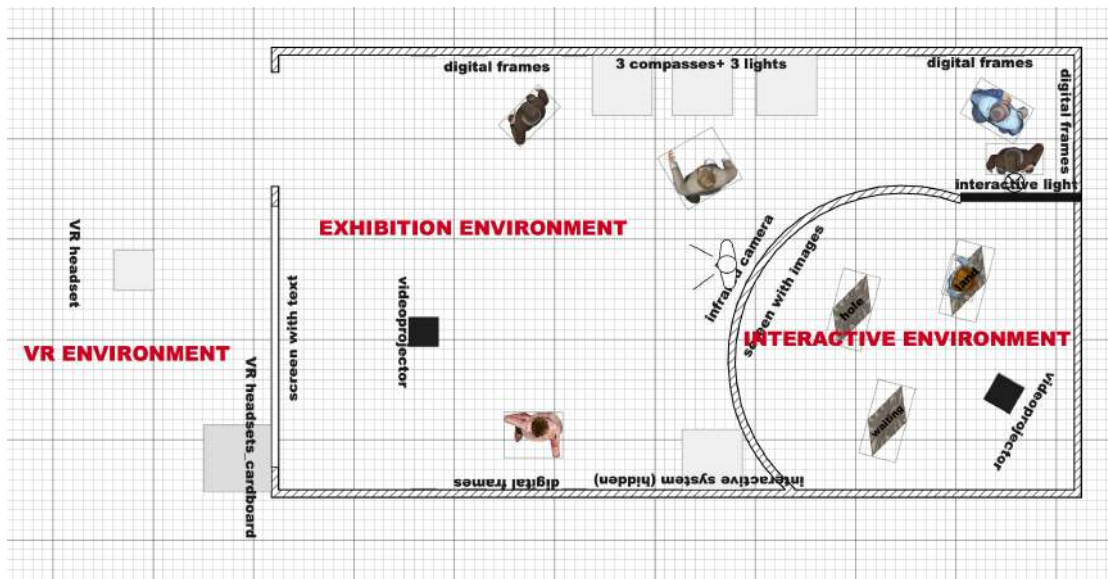 digital frames
3 compasses+ 3 lights
digital frames
digital frames
interactive light
EXHIBITION ENVIRONMENT
VR headset
infrared camera
screen with images
land
hole
screen with text
videoprojector
INTERACTIVE ENVIRONMENT
VR ENVIRONMENT
VR headsets_cardboard
waiting
videoprojector
digital frames
interactive system (hidden)